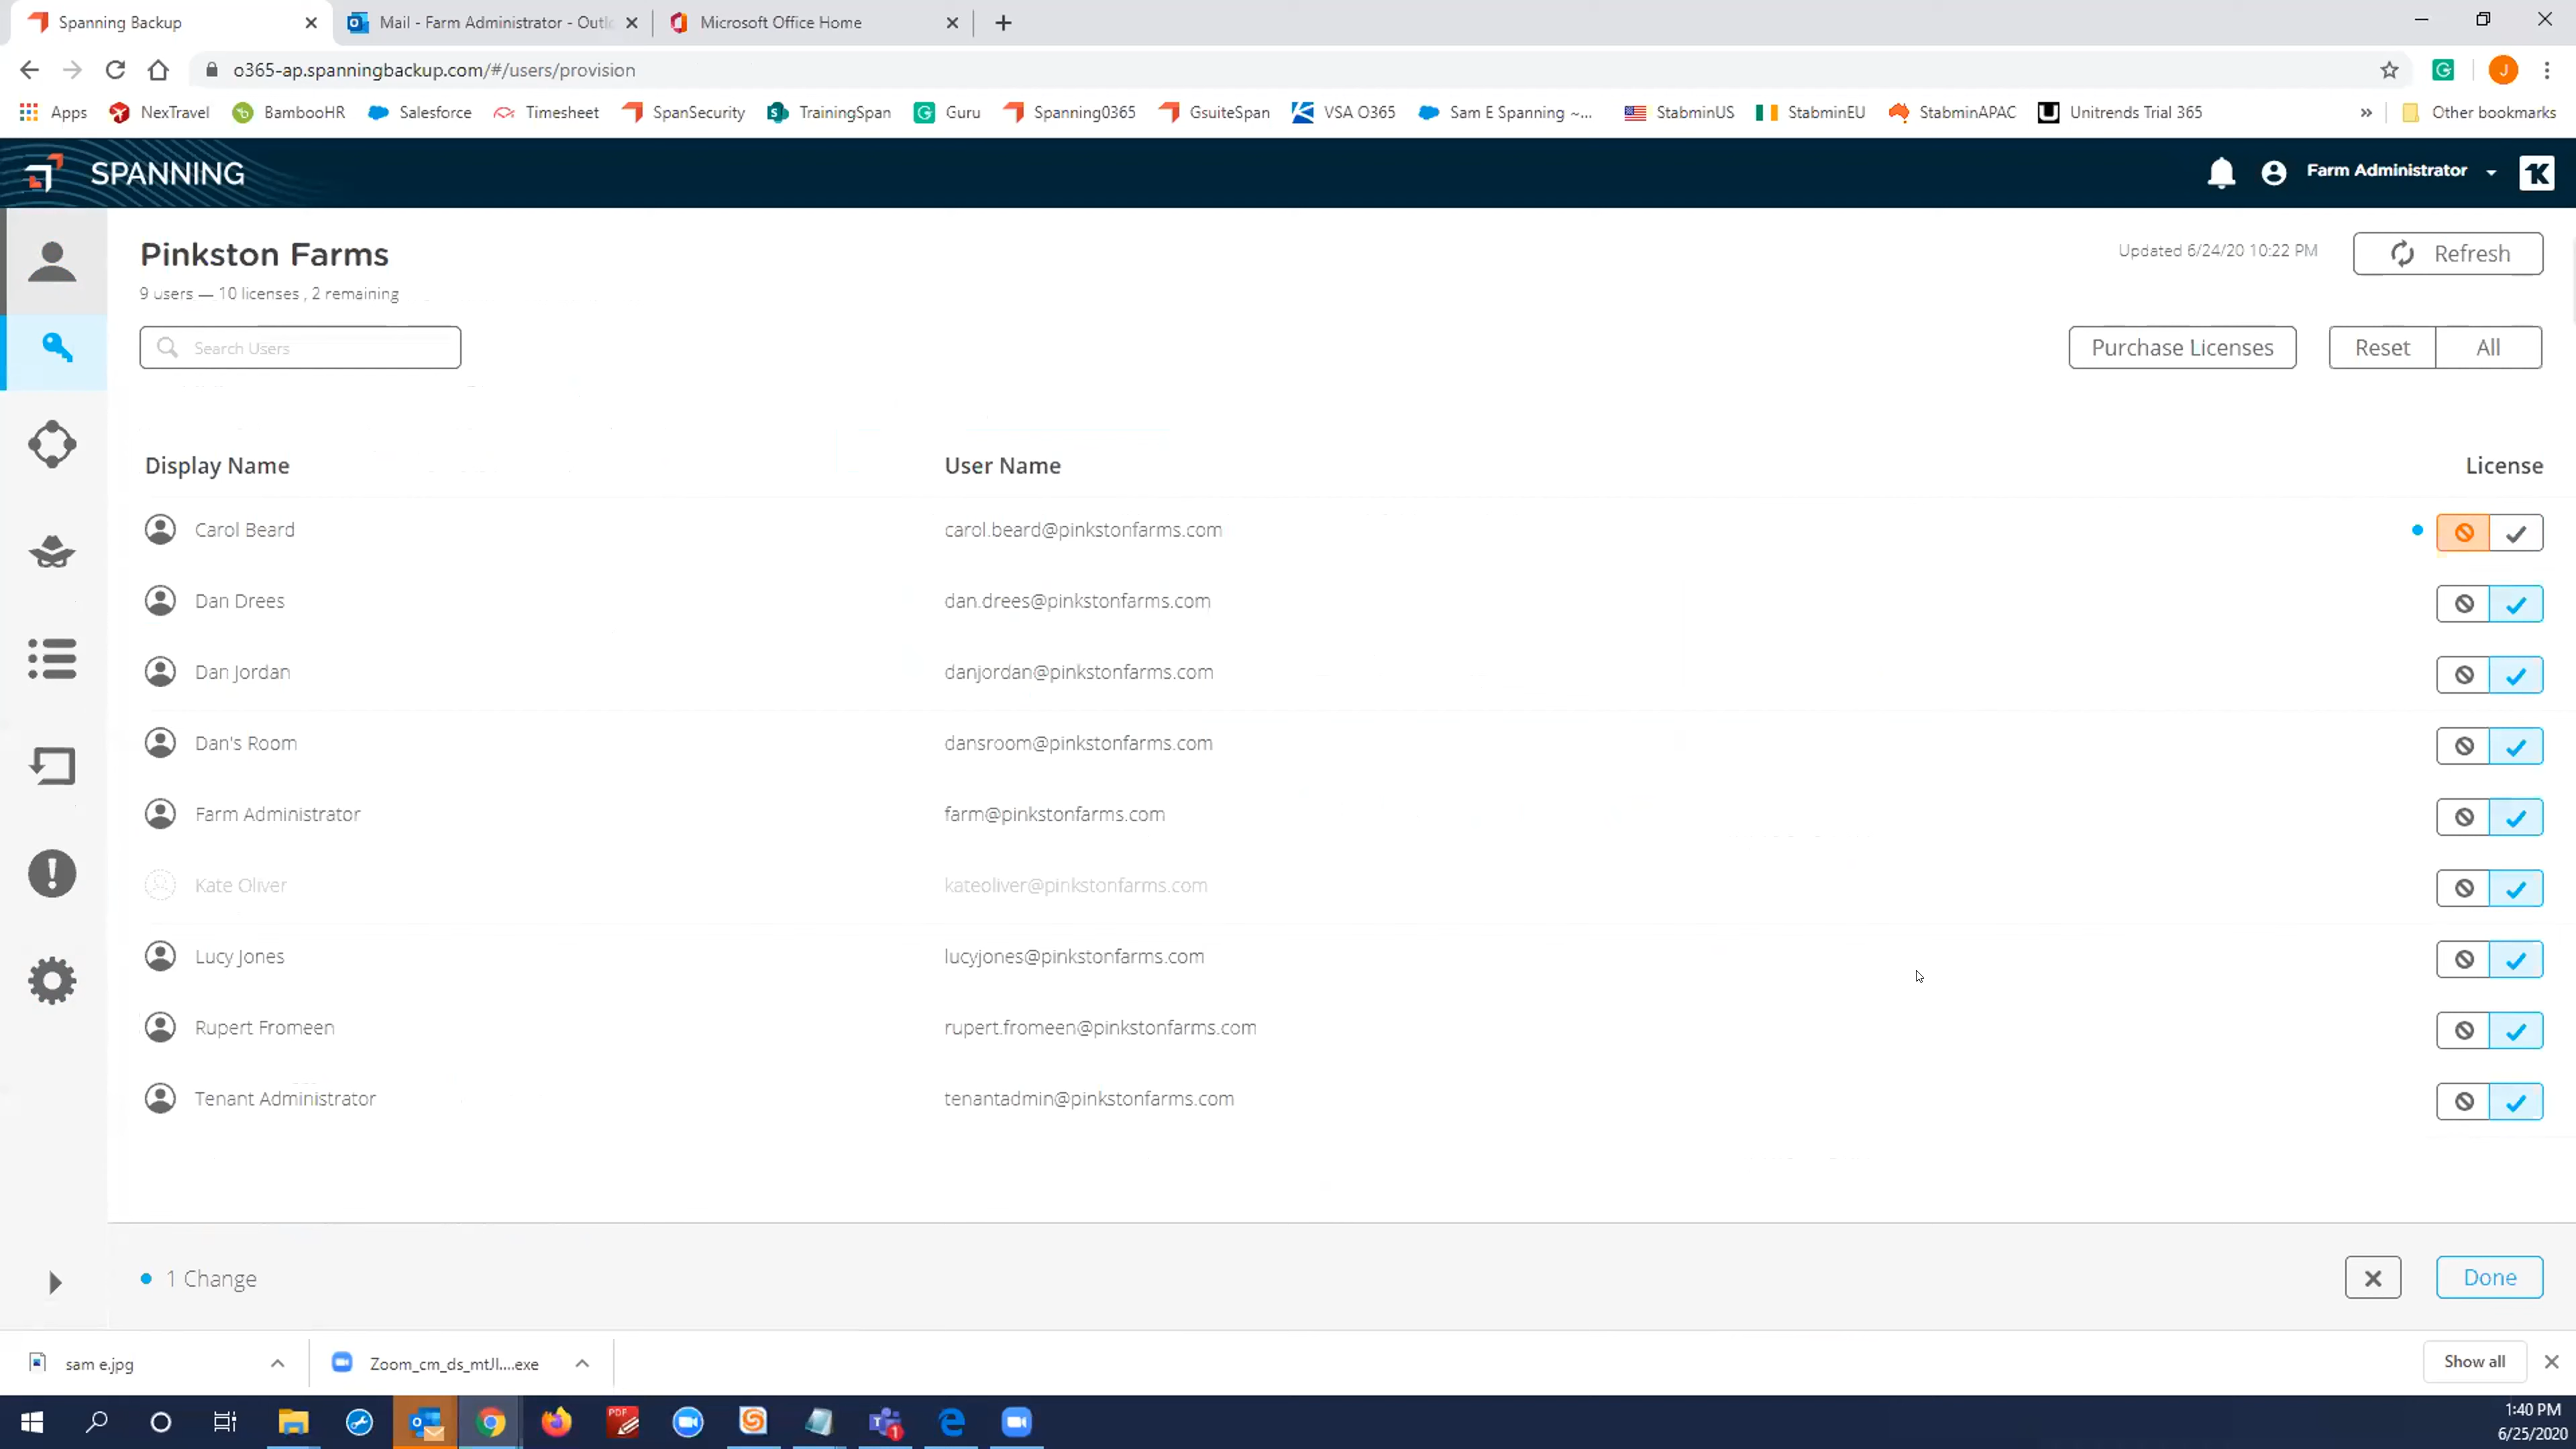 Spanning Backup
Mail - Farm Administrator - Outlo
Microsoft Office Home
o365-ap.spanningbackup.com/#/users/provision
J
Apps NexTravel BambooHR Salesforce Timesheet SpanSecurity TrainingSpan Guru Spanning0365 GsuiteSpan VSA O365 Sam E Spanning ~... StabminUS StabminEU StabminAPAC Unitrends Trial 365 » Other bookmarks
SPANNING
Farm Administrator
Pinkston Farms
Updated 6/24/20 10:22 PM
Refresh
9 users — 10 licenses , 2 remaining
Search Users
Purchase Licenses
Reset
All
Display Name User Name License
Carol Beard carol.beard@pinkstonfarms.com
Dan Drees dan.drees@pinkstonfarms.com
Dan Jordan danjordan@pinkstonfarms.com
Dan's Room dansroom@pinkstonfarms.com
Farm Administrator farm@pinkstonfarms.com
Kate Oliver kateoliver@pinkstonfarms.com
Lucy Jones lucyjones@pinkstonfarms.com
Rupert Fromeen rupert.fromeen@pinkstonfarms.com
Tenant Administrator tenantadmin@pinkstonfarms.com
1 Change
Done
sam e.jpg
Zoom_cm_ds_mtJl....exe
Show all
PDF
1
1:40 PM
6/25/2020